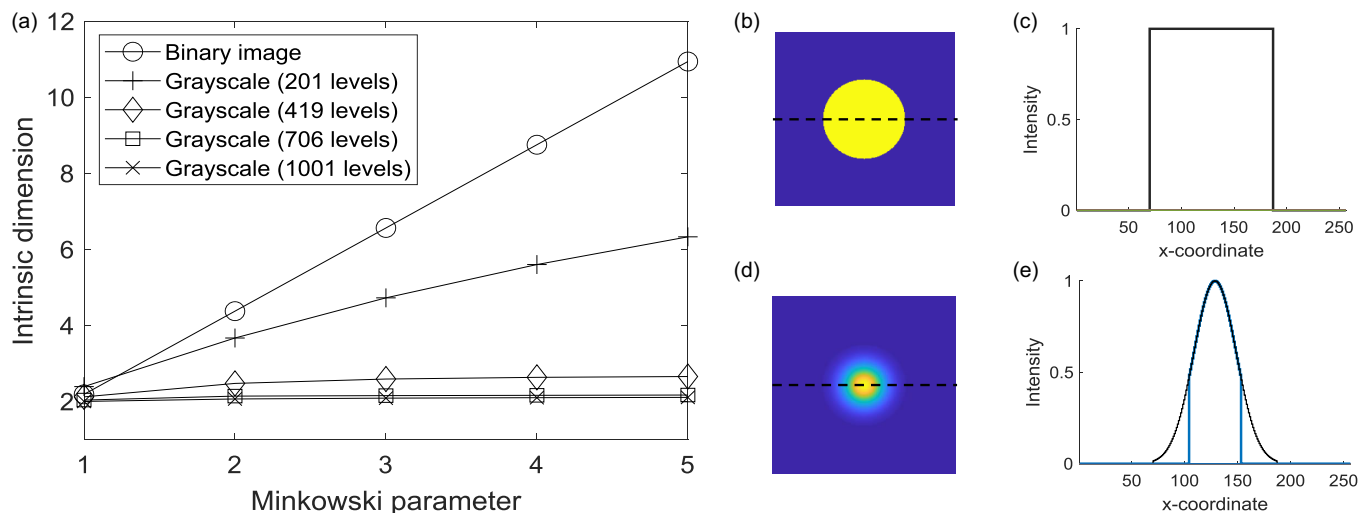 (a)
12
10
8
6
4
2
1
2
3
4
5
Intrinsic dimension
Minkowski parameter
Binary image
Grayscale (201 levels)
Grayscale (419 levels)
Grayscale (706 levels)
Grayscale (1001 levels)
(b)
(c)
1
0.5
0
50
100
150
200
250
Intensity
x-coordinate
(d)
(e)
1
0.5
0
50
100
150
200
250
Intensity
x-coordinate